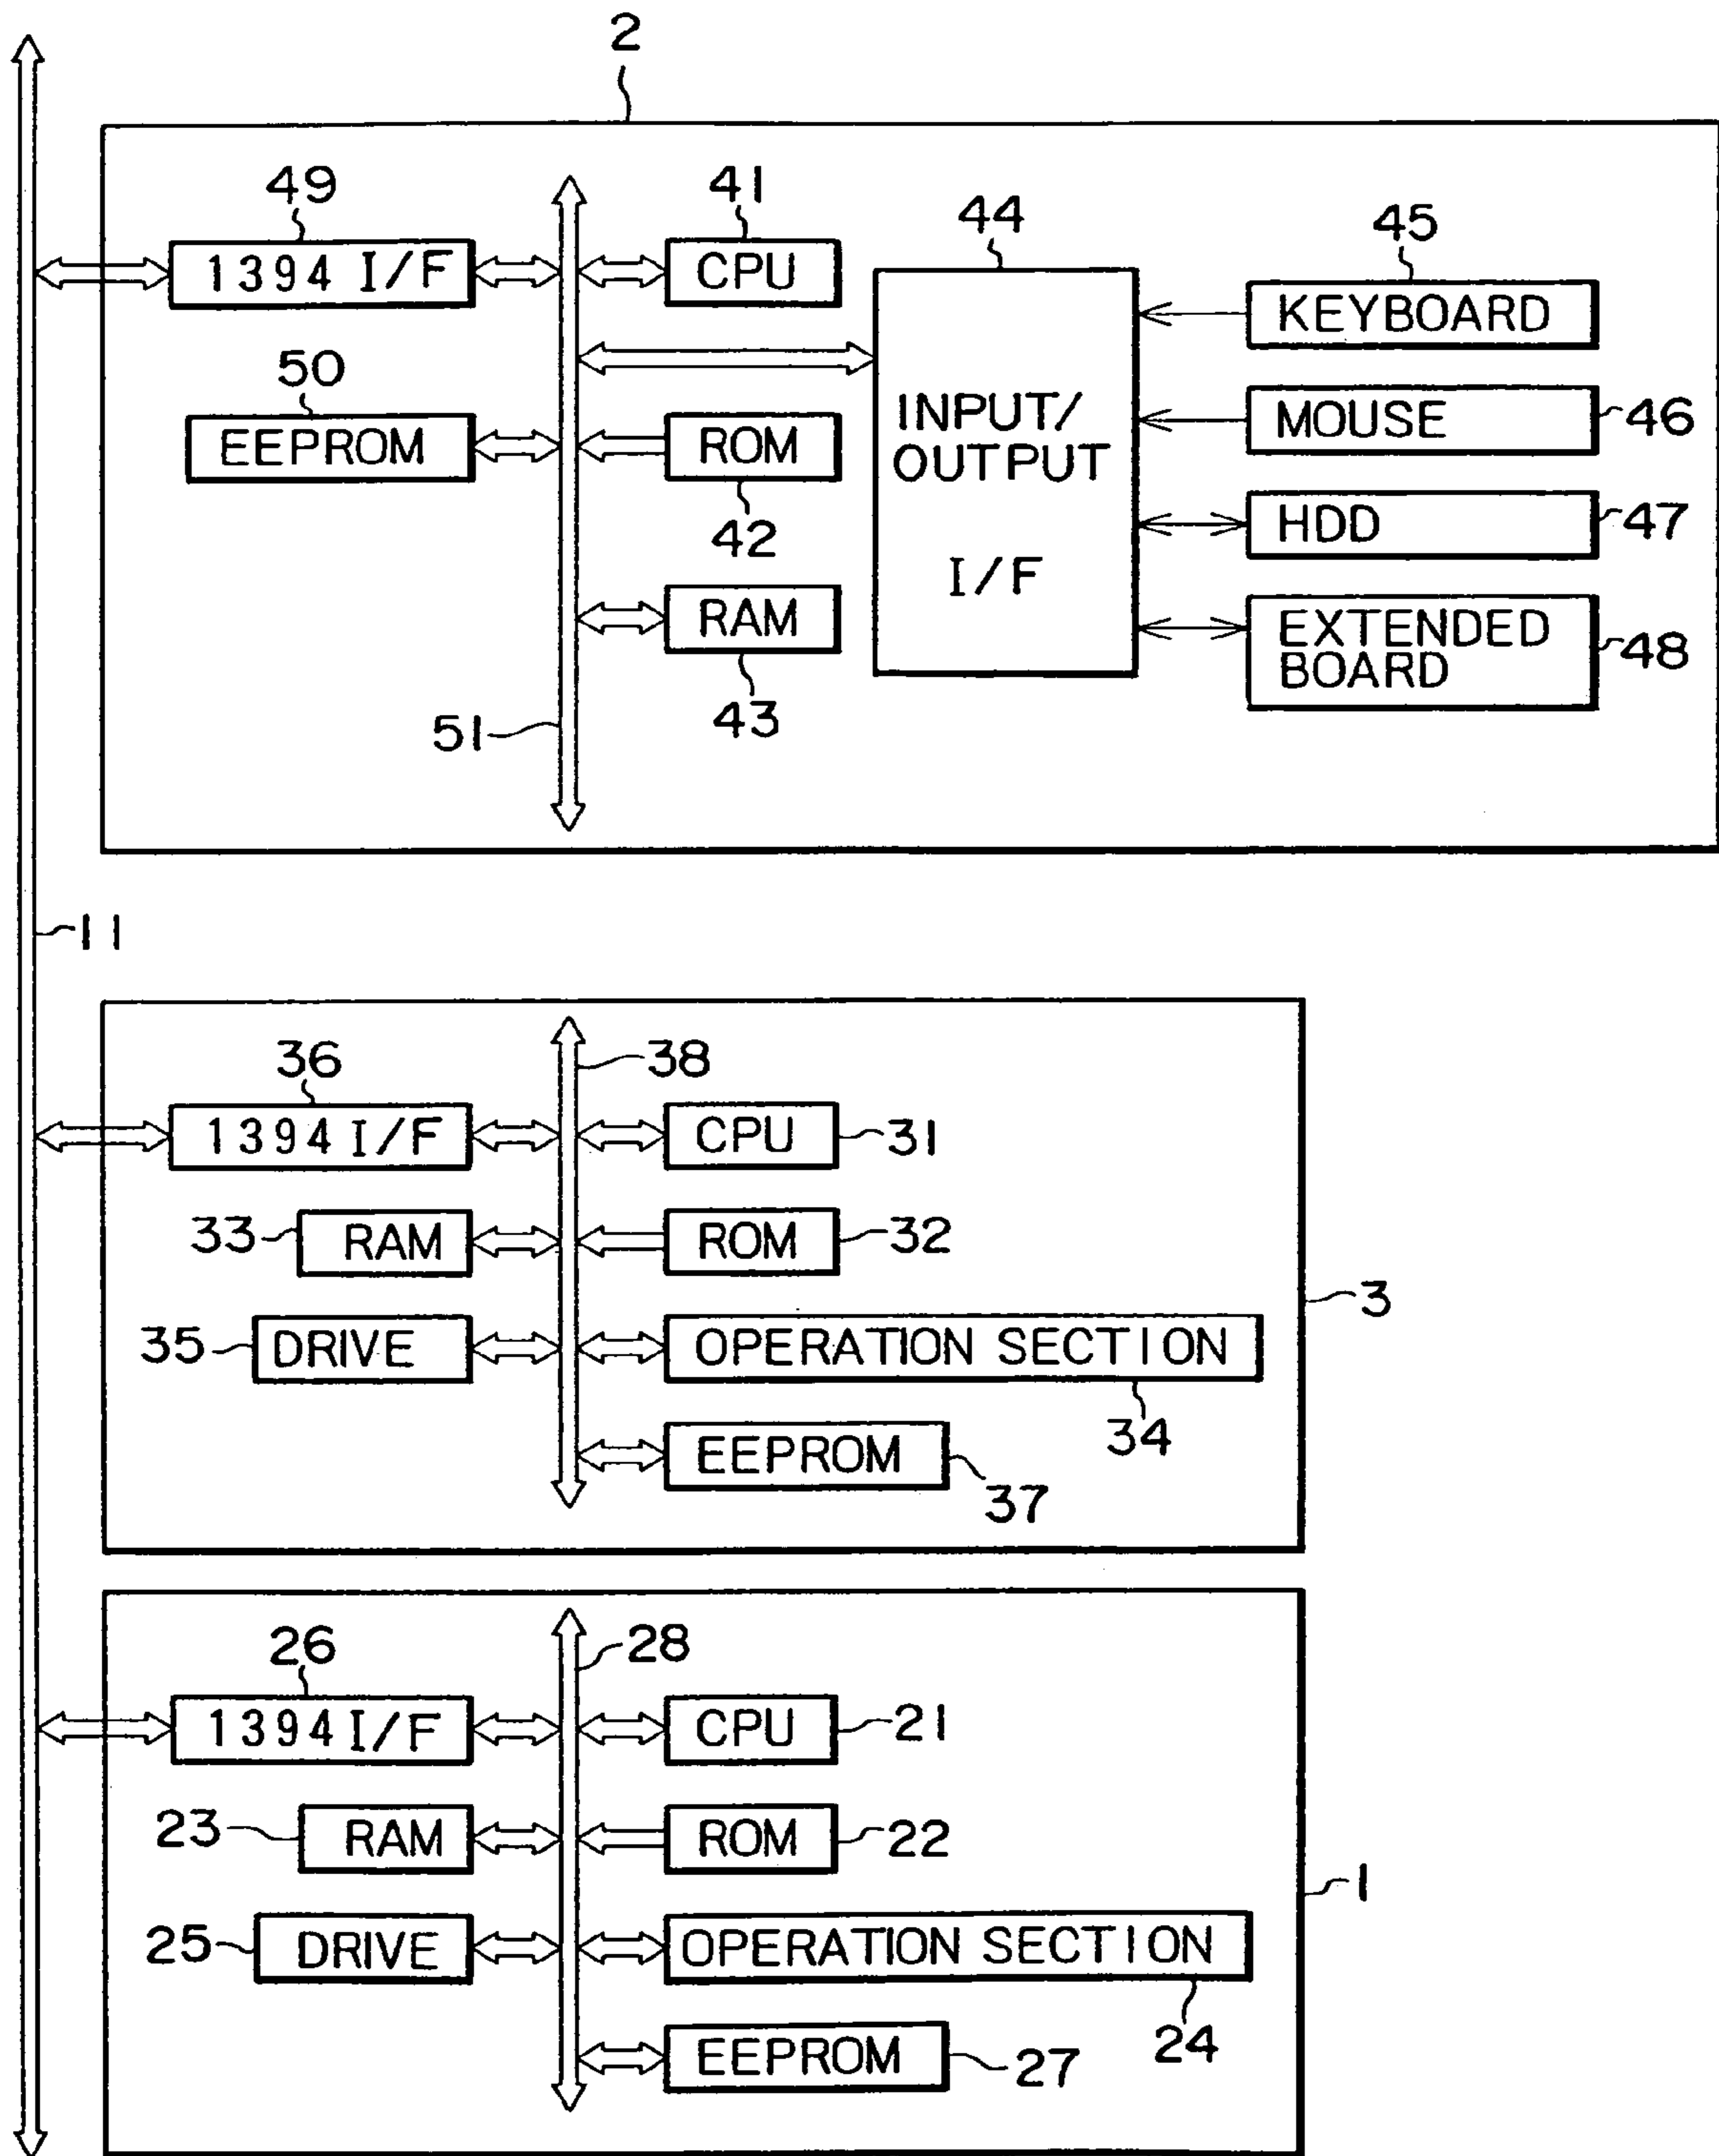 2
49
41
44
45
1394 I/F
CPU
KEYBOARD
50
INPUT/
OUTPUT
I/F
MOUSE
46
EEPROM
ROM
42
HDD
47
RAM
43
EXTENDED
BOARD
48
51
11
36
38
1394 I/F
CPU
31
33
RAM
ROM
32
3
35
DRIVE
OPERATION SECTION
34
EEPROM
37
26
28
1394 I/F
CPU
21
23
RAM
ROM
22
1
25
DRIVE
OPERATION SECTION
24
EEPROM
27